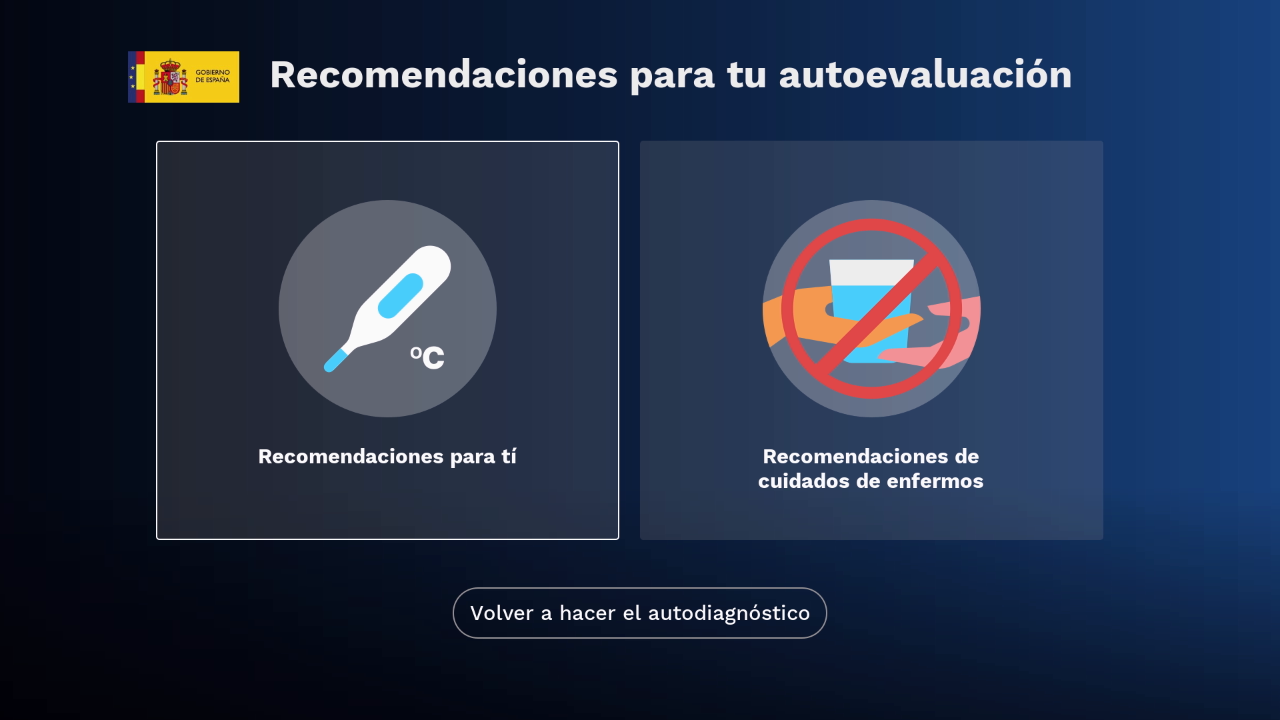 GOBIERNO
DE ESPAÑA
Recomendaciones para tu autoevaluación
ºC
Recomendaciones para tí
Recomendaciones de
cuidados de enfermos
Volver a hacer el autodiagnóstico